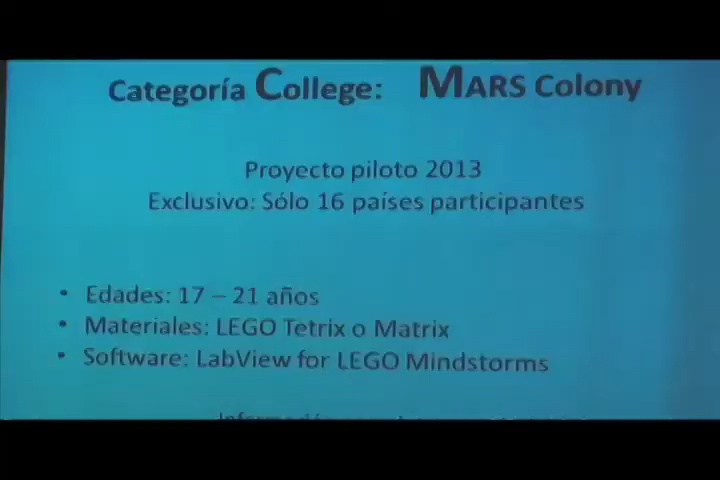 Categoría College: MARS Colony
Proyecto piloto 2013
Exclusivo: Sólo 16 países participantes
• Edades: 17 – 21 años
• Materiales: LEGO Tetrix o Matrix
• Software: LabView for LEGO Mindstorms